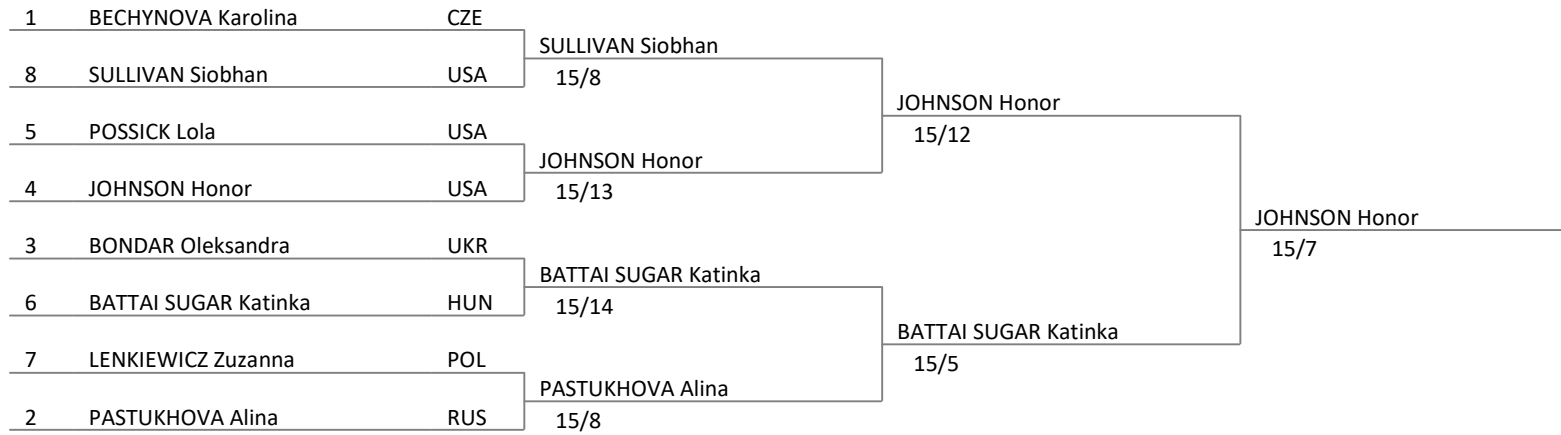 1 BECHYNOVA Karolina CZE
SULLIVAN Siobhan
8 SULLIVAN Siobhan USA
15/8
JOHNSON Honor
5 POSSICK Lola USA
15/12
JOHNSON Honor
4 JOHNSON Honor USA
15/13
JOHNSON Honor
3 BONDAR Oleksandra UKR
15/7
BATTAI SUGAR Katinka
6 BATTAI SUGAR Katinka HUN
15/14
BATTAI SUGAR Katinka
7 LENKIEWICZ Zuzanna POL
15/5
PASTUKHOVA Alina
2 PASTUKHOVA Alina RUS
15/8